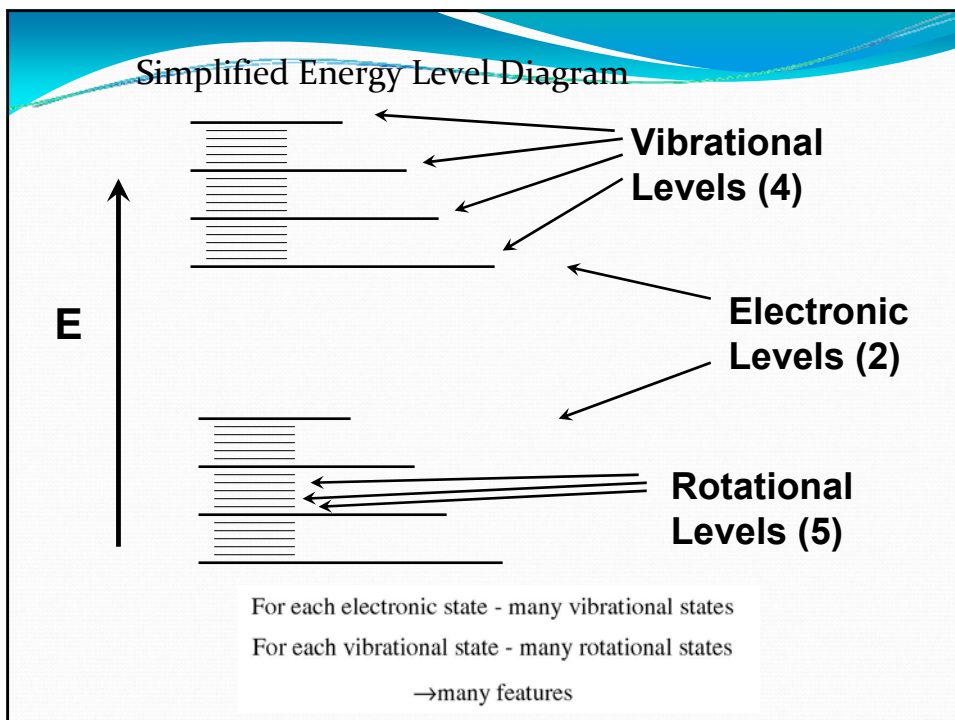 Simplified Energy Level Diagram
Vibrational
Levels (4)
E
Electronic
Levels (2)
Rotational
Levels (5)
For each electronic state - many vibrational states
For each vibrational state - many rotational states
→many features